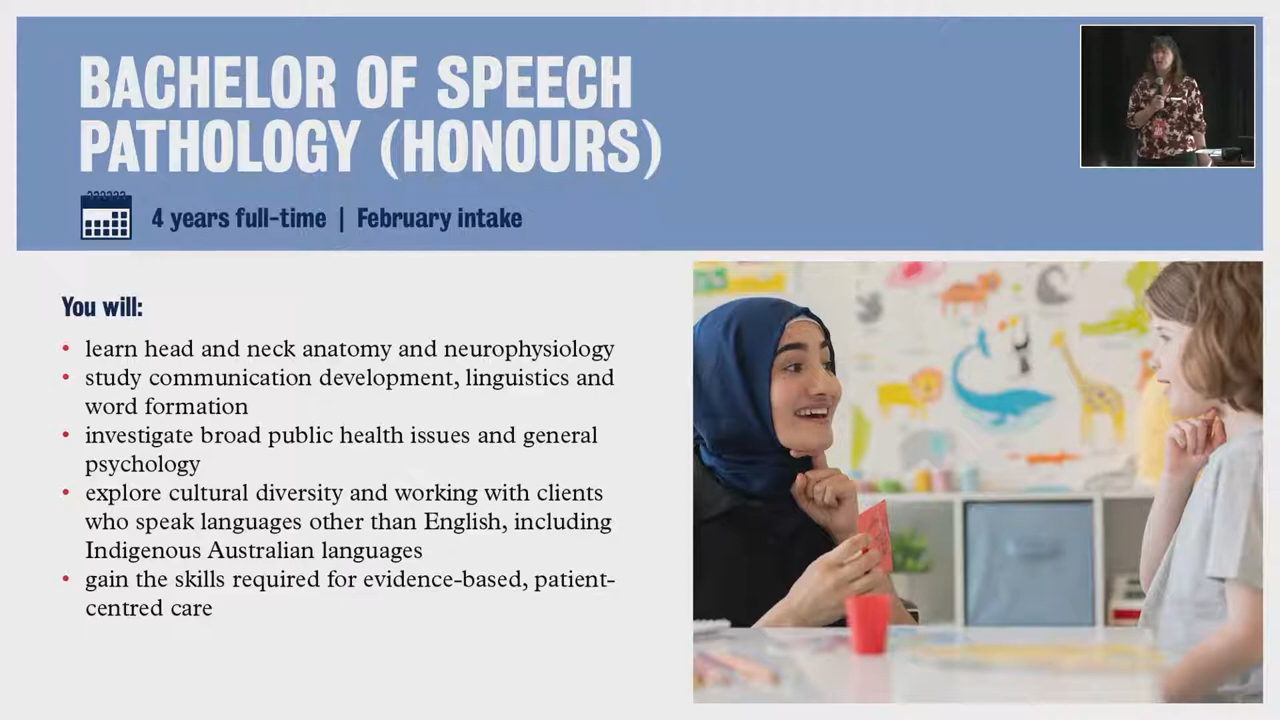 BACHELOR OF SPEECH
PATHOLOGY (HONOURS)
4 years full-time | February intake
You will:
• learn head and neck anatomy and neurophysiology
• study communication development, linguistics and
word formation
• investigate broad public health issues and general
psychology
• explore cultural diversity and working with clients
who speak languages other than English, including
Indigenous Australian languages
• gain the skills required for evidence-based, patient-
centred care